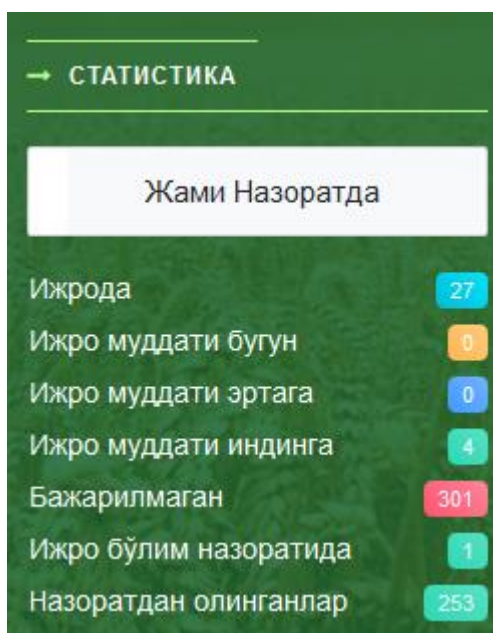 СТАТИСТИКА
Жами Назоратда
Ижрода 27
Ижро муддати бугун 0
Ижро муддати эртага 0
Ижро муддати индинга 4
Бажарилмаган 301
Ижро бўлим назоратида 1
Назоратдан олинганлар 253